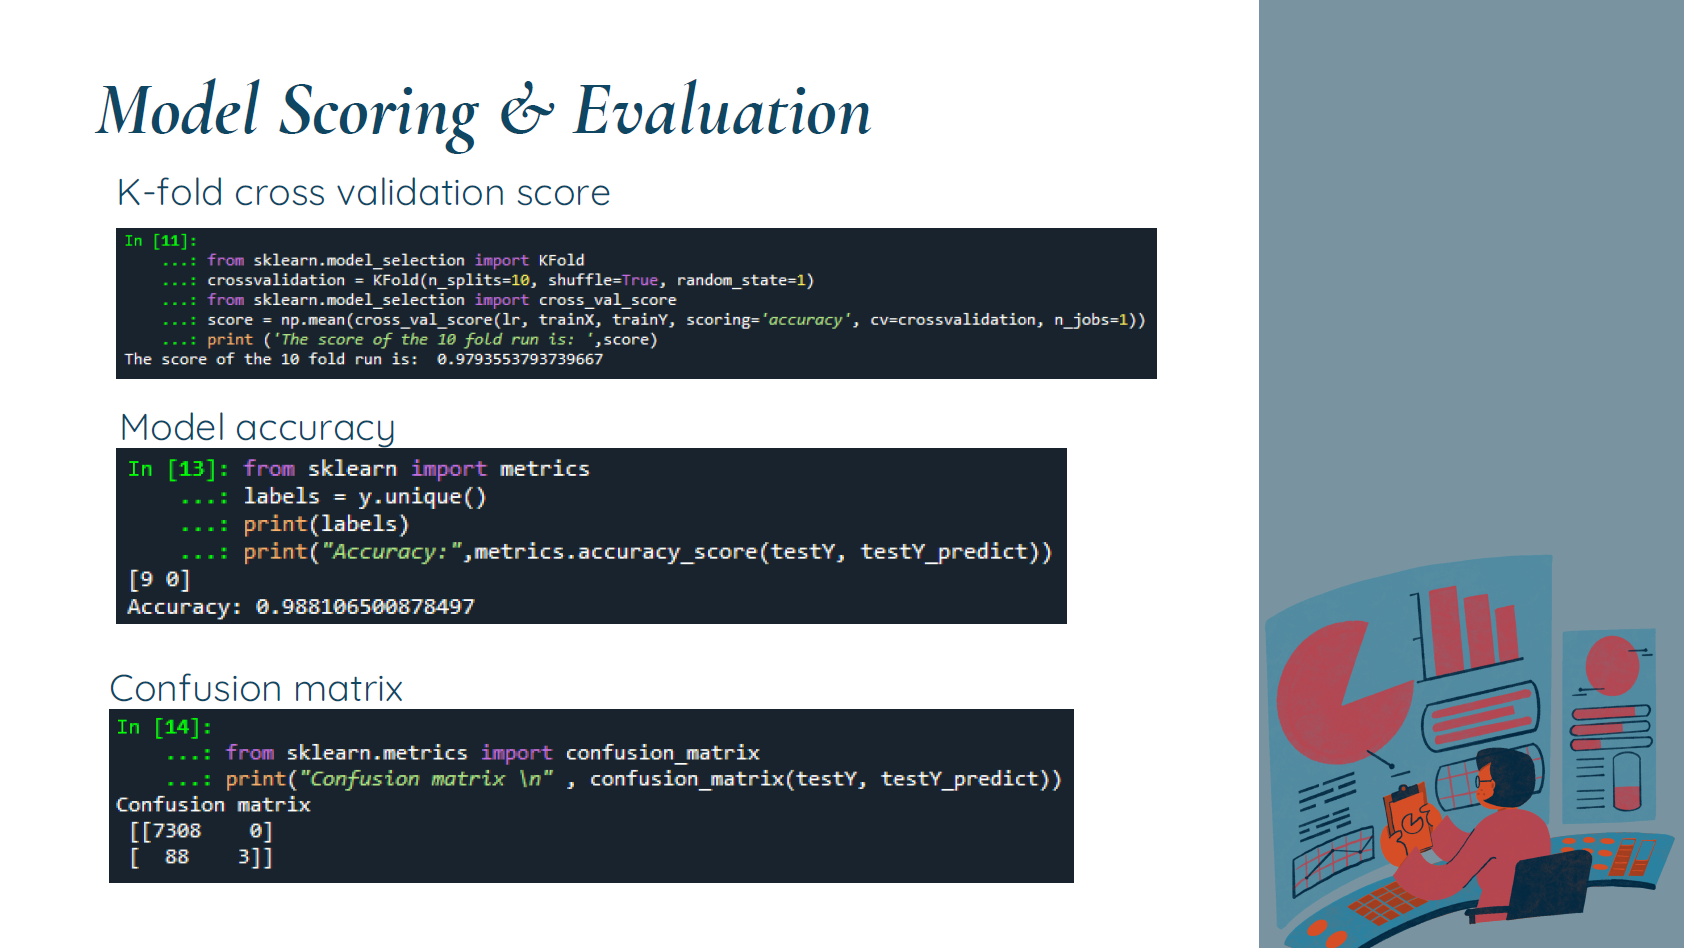 Model Scoring & Evaluation
K-fold cross validation score
In [11]:
...: from sklearn.model_selection import KFold
...: crossvalidation = KFold(n_splits=10, shuffle=True, random_state=1)
...: from sklearn.model_selection import cross_val_score
...: score = np.mean(cross_val_score(lr, trainX, trainY, scoring='accuracy', cv=crossvalidation, n_jobs=1))
...: print ('The score of the 10 fold run is: ',score)
The score of the 10 fold run is:  0.9793553793739667
Model accuracy
In [13]: from sklearn import metrics
...: labels = y.unique()
...: print(labels)
...: print("Accuracy:",metrics.accuracy_score(testY, testY_predict))
[9 0]
Accuracy: 0.988106500878497
Confusion matrix
In [14]:
...: from sklearn.metrics import confusion_matrix
...: print("Confusion matrix \n" , confusion_matrix(testY, testY_predict))
Confusion matrix
[[7308    0]
[  88    3]]